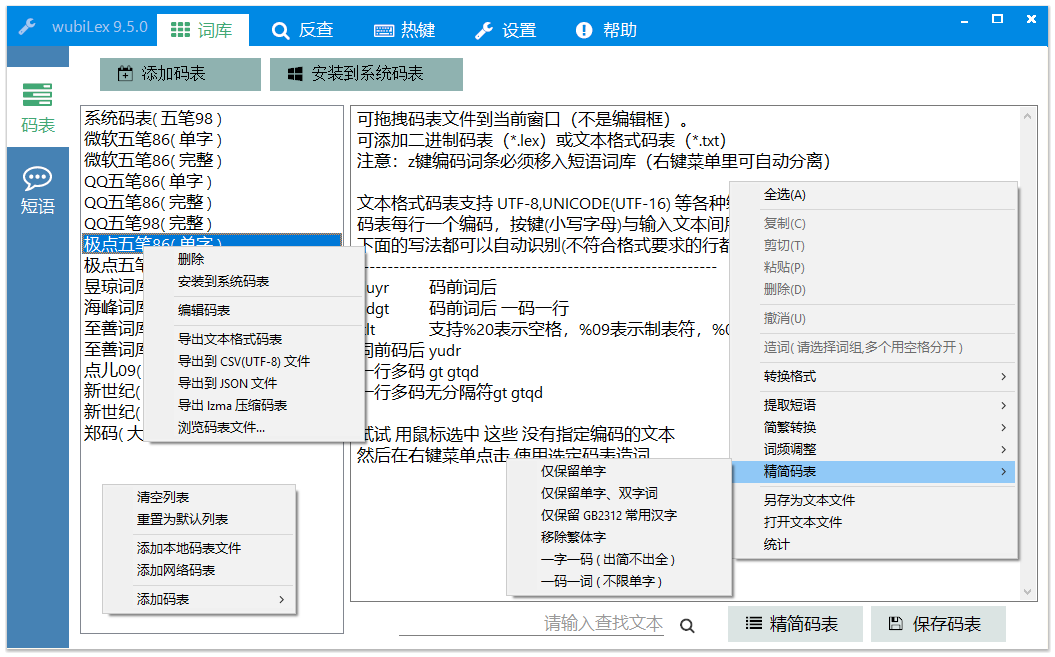 wubiLex 9.5.0
词库
反查
热键
设置
帮助
码表
短语
添加码表
安装到系统码表
系统码表( 五笔98 )
微软五笔86( 单字 )
微软五笔86( 完整 )
QQ五笔86( 单字 )
QQ五笔86( 完整 )
QQ五笔98( 完整 )
极点五笔86( 单字 )
极点五笔
昱琼词库
海峰词库
至善词库
至善词库
点儿09(
新世纪(
新世纪(
郑码( 大
删除
安装到系统码表
编辑码表
导出文本格式码表
导出到 CSV(UTF-8) 文件
导出到 JSON 文件
导出 lzma 压缩码表
浏览码表文件...
清空列表
重置为默认列表
添加本地码表文件
添加网络码表
添加码表
可拖拽码表文件到当前窗口（不是编辑框）。
可添加二进制码表（*.lex）或文本格式码表（*.txt）
注意：z键编码词条必须移入短语词库（右键菜单里可自动分离）
文本格式码表支持 UTF-8,UNICODE(UTF-16) 等各种
码表每行一个编码，按键(小写字母)与输入文本间
下面的写法都可以自动识别(不符合格式要求的行都
------------------------------------------------------------
uyr 码前词后
dgt 码前词后 一码一行
lt 支持%20表示空格，%09表示制表符，%0
词前码后 yudr
一行多码 gt gtqd
一行多码无分隔符gt gtqd
试试 用鼠标选中 这些 没有指定编码的文本
然后在右键菜单点击 使用选定码表造词
全选(A)
复制(C)
剪切(T)
粘贴(P)
删除(D)
撤消(U)
造词( 请选择词组,多个用空格分开 )
转换格式
提取短语
简繁转换
词频调整
精简码表
另存为文本文件
打开文本文件
统计
仅保留单字
仅保留单字、双字词
仅保留 GB2312 常用汉字
移除繁体字
一字一码 ( 出简不出全 )
一码一词 ( 不限单字 )
请输入查找文本
精简码表
保存码表